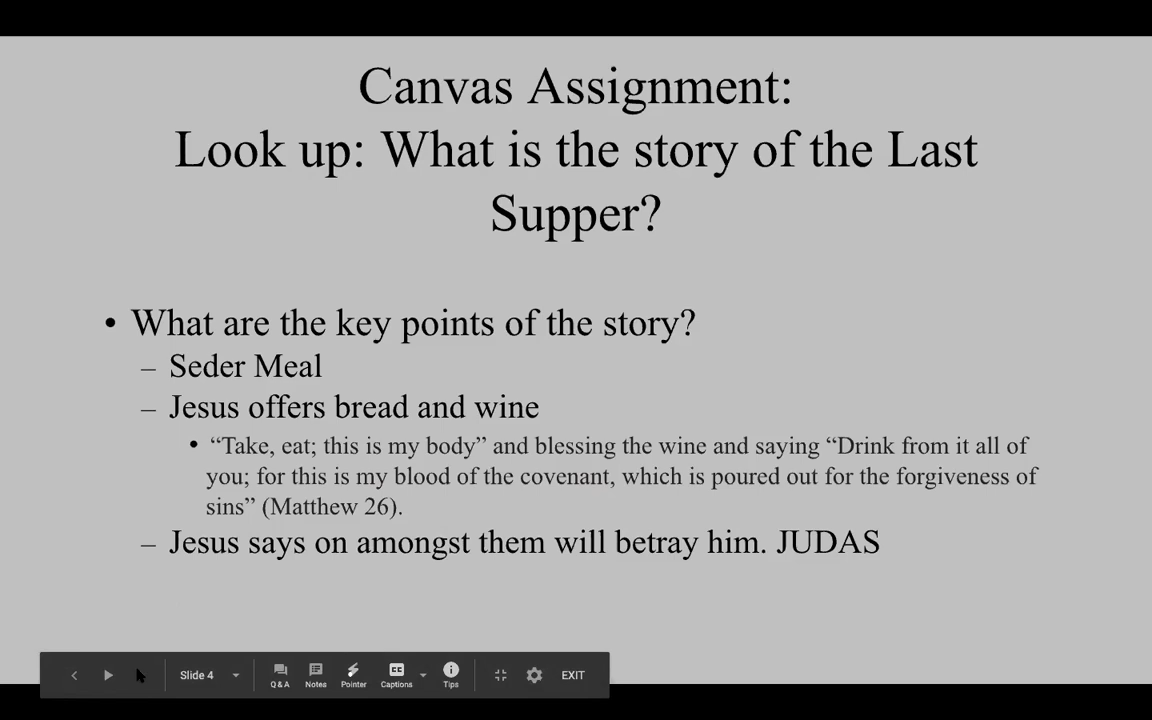 Canvas Assignment:
Look up: What is the story of the Last
Supper?
• What are the key points of the story?
– Seder Meal
– Jesus offers bread and wine
• “Take, eat; this is my body” and blessing the wine and saying “Drink from it all of
you; for this is my blood of the covenant, which is poured out for the forgiveness of
sins” (Matthew 26).
– Jesus says on amongst them will betray him. JUDAS
Slide 4
Q&A Notes Pointer CC Captions Tips EXIT